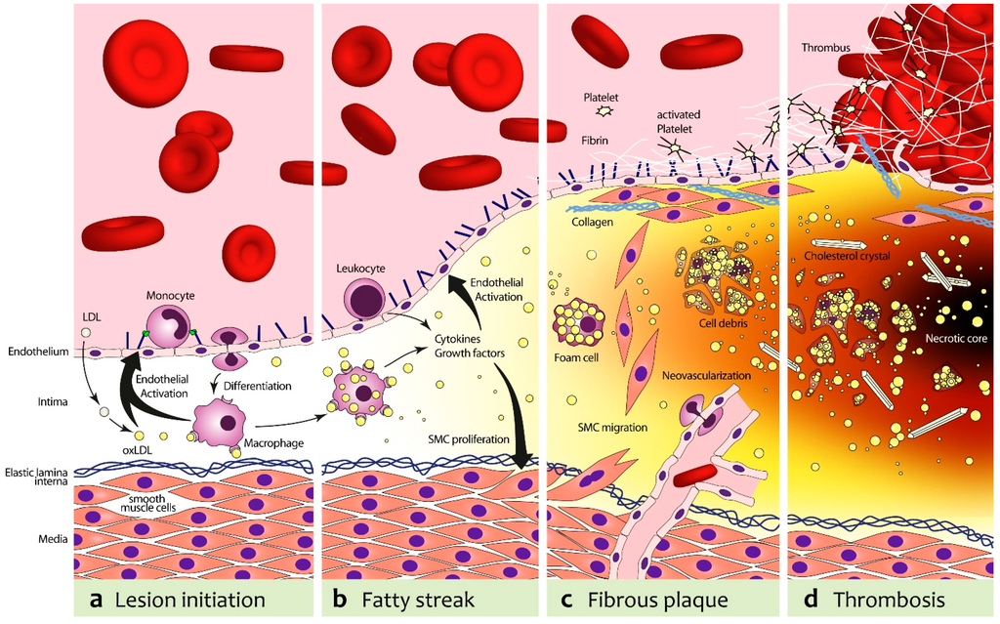 LDL
Monocyte
Endothelium
Endothelial
Activation
Differentiation
Intima
oxLDL
Macrophage
Elastic lamina
interna
smooth
muscle cells
Media
Leukocyte
Endothelial
Activation
Cytokines
Growth factors
SMC proliferation
Platelet
activated
Platelet
Fibrin
Collagen
Cell debris
Foam cell
Neovascularization
SMC migration
Thrombus
Cholesterol crystal
Necrotic core
a Lesion initiation
b Fatty streak
c Fibrous plaque
d Thrombosis